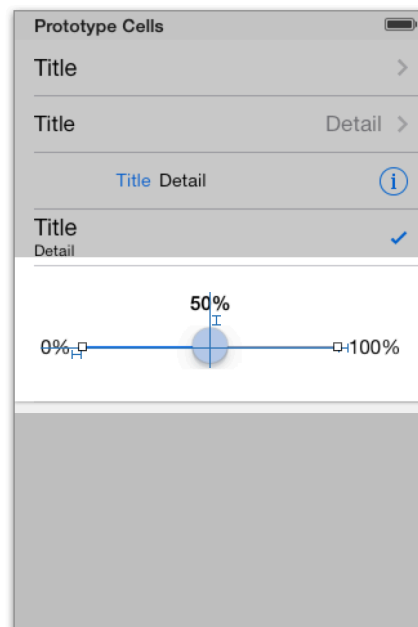 Prototype Cells
Title
Title Detail
Title Detail
Title
Detail
50%
0% 100%